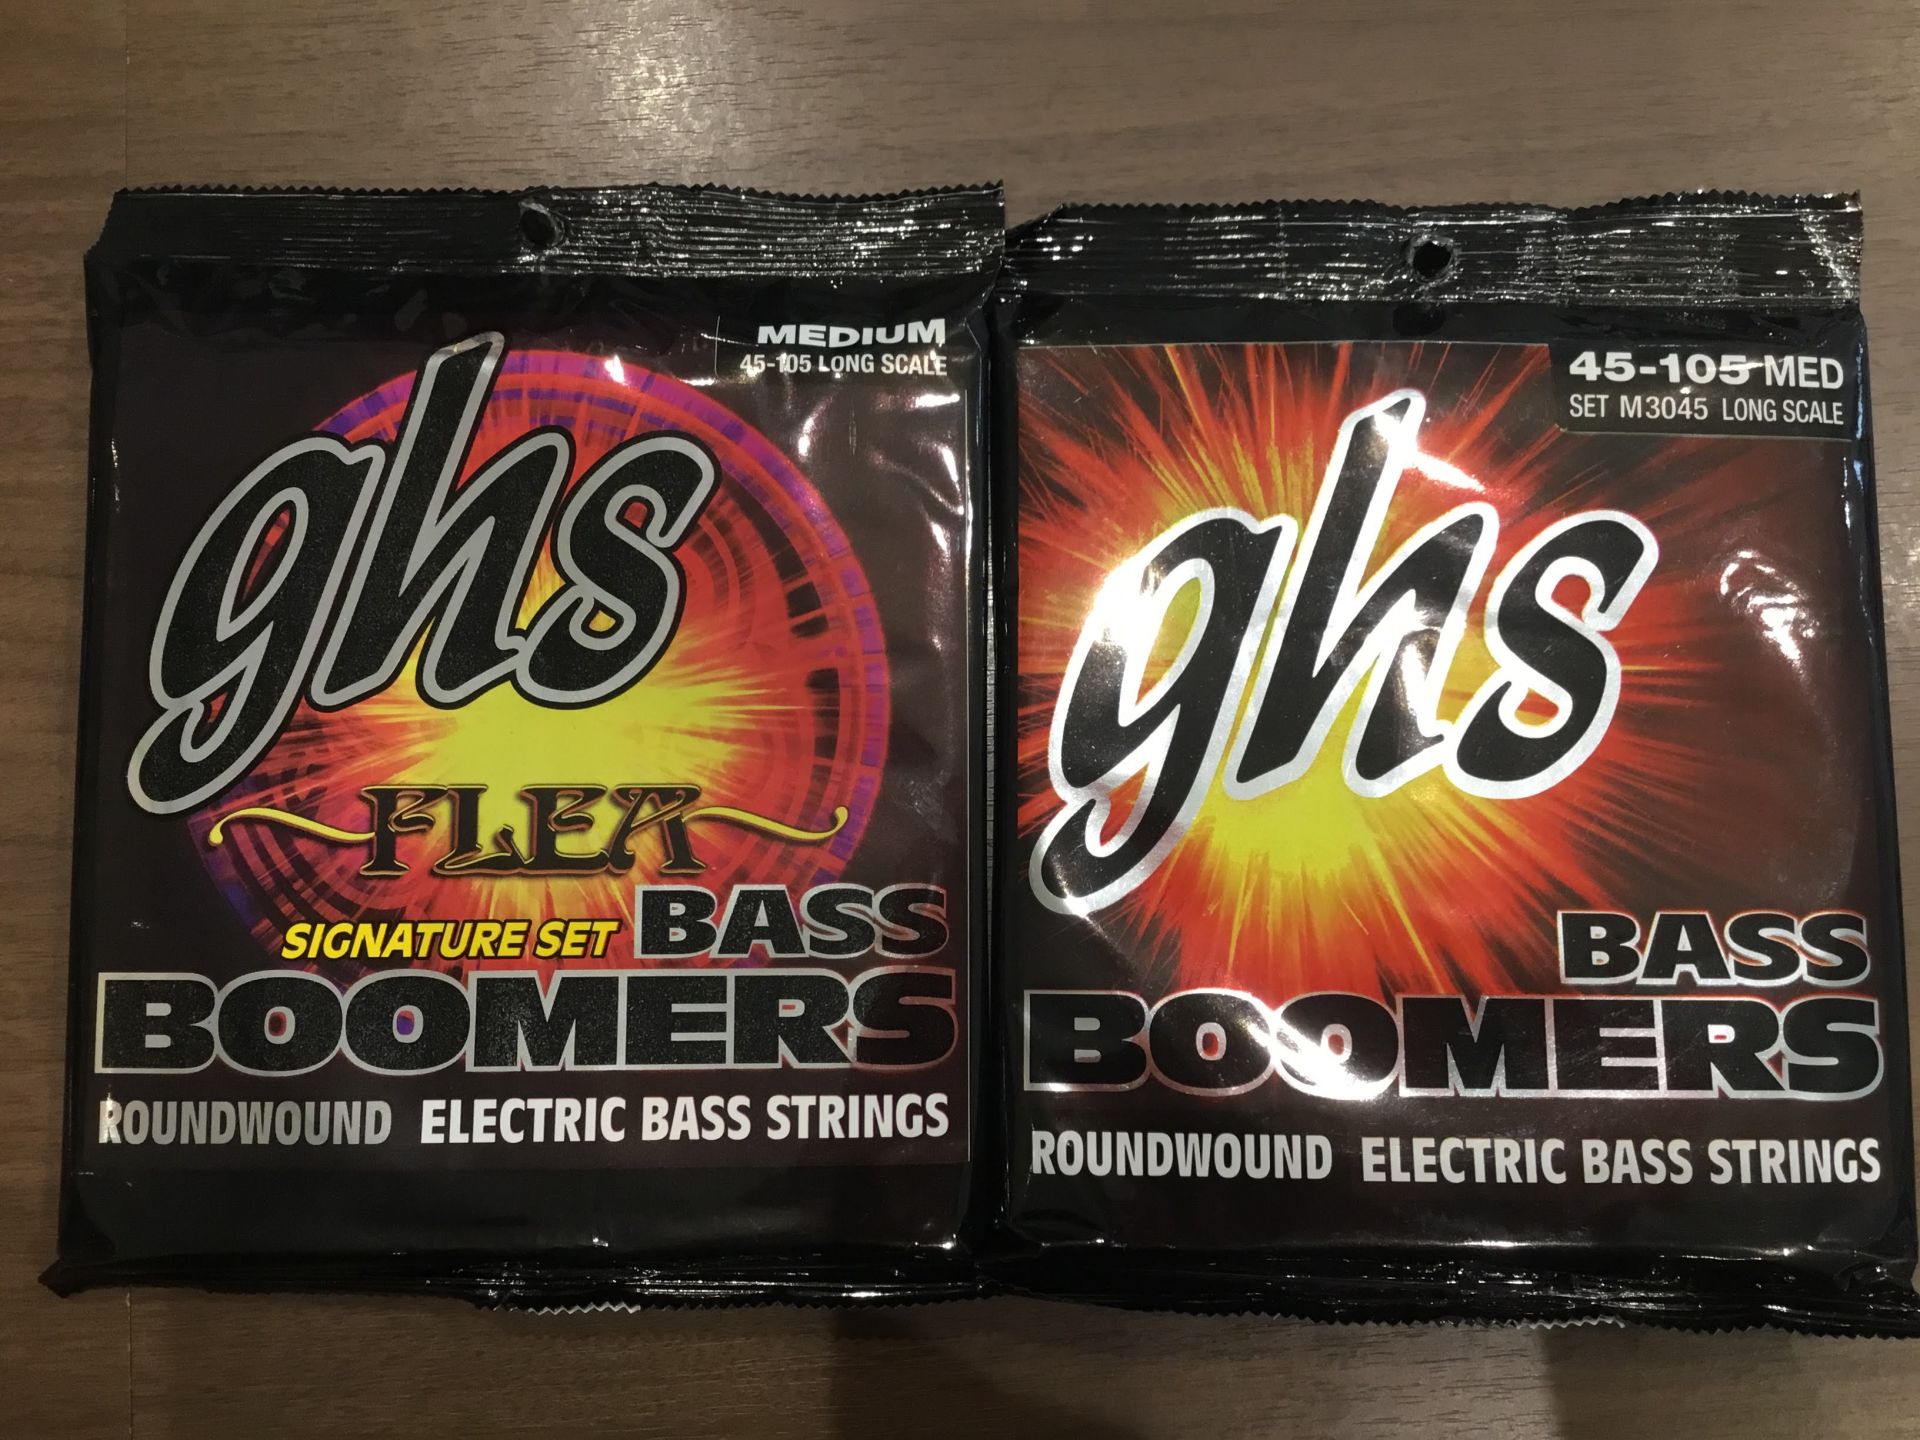 MEDIUM
45-105 LONG SCALE
ghs
FLEA
SIGNATURE SET BASS
BOOMERS
ROUNDWOUND ELECTRIC BASS STRINGS
45-105 MED
SET M3045 LONG SCALE
ghs
BASS
BOOMERS
ROUNDWOUND ELECTRIC BASS STRINGS